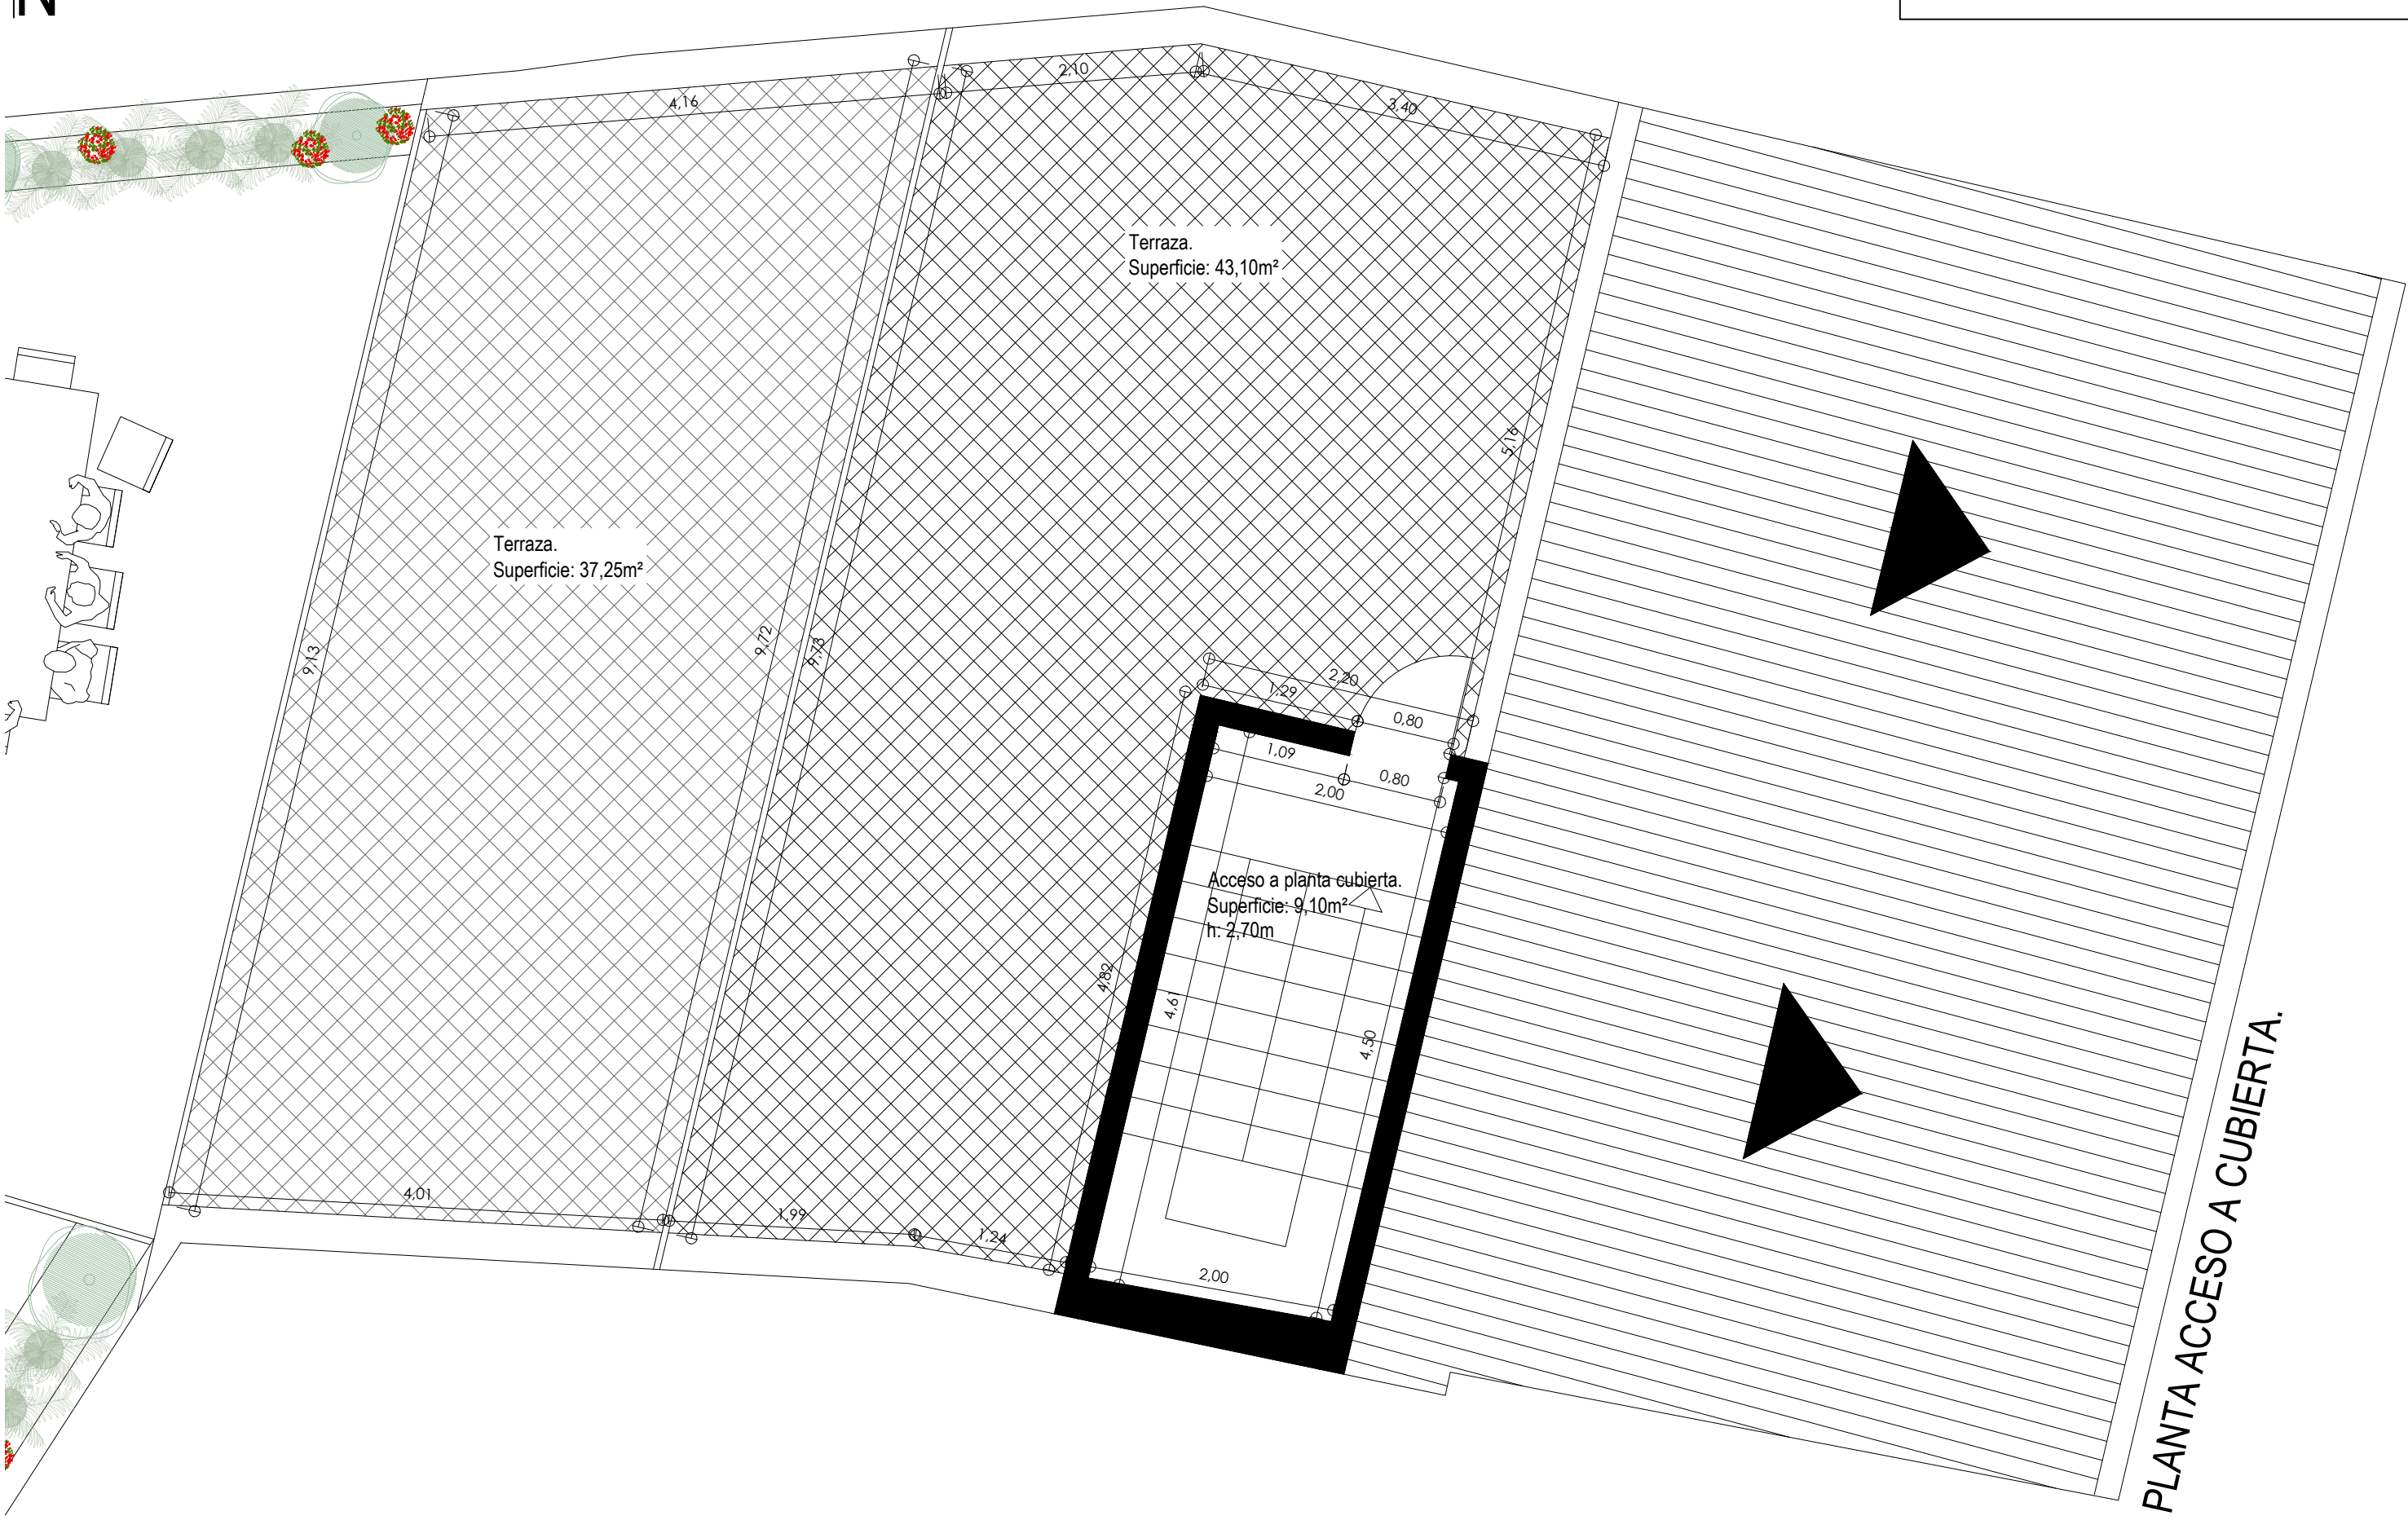 N
4,16
2,10
3,40
Terraza.
Superficie: 43,10m²
5,16
Terraza.
Superficie: 37,25m²
9,13
9,72
9,73
2,20
1,29
0,80
1,09
0,80
2,00
Acceso a planta cubierta.
Superficie: 9,10m²
h: 2,70m
4,82
4,61
4,50
4,01
1,99
1,24
2,00
PLANTA ACCESO A CUBIERTA.